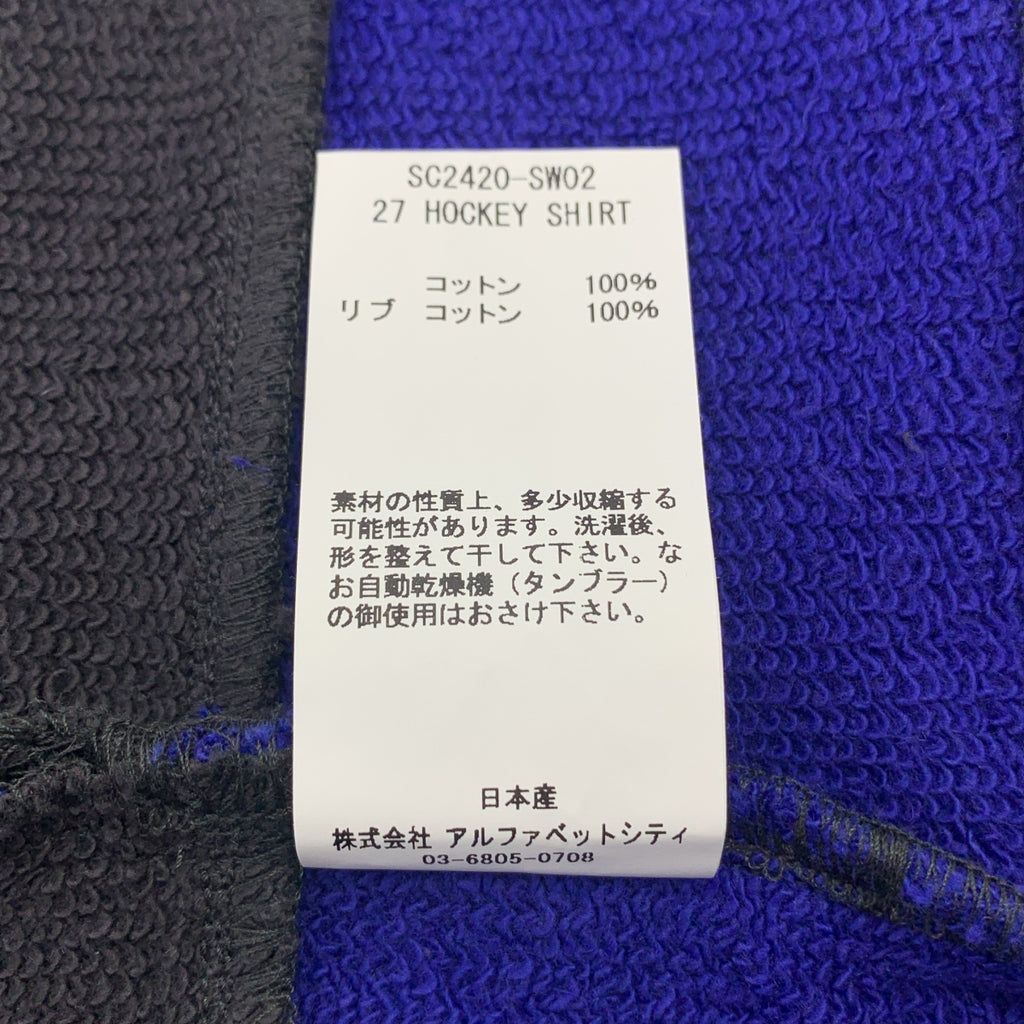 SC2420-SW02
27 HOCKEY SHIRT
コットン 100%
リブ コットン 100%
素材の性質上、多少収縮する
可能性があります。洗濯後、
形を整えて干して下さい。な
お自動乾燥機（タンブラー）
の御使用はおさけ下さい。
日本産
株式会社 アルファベットシティ
03-6805-0708